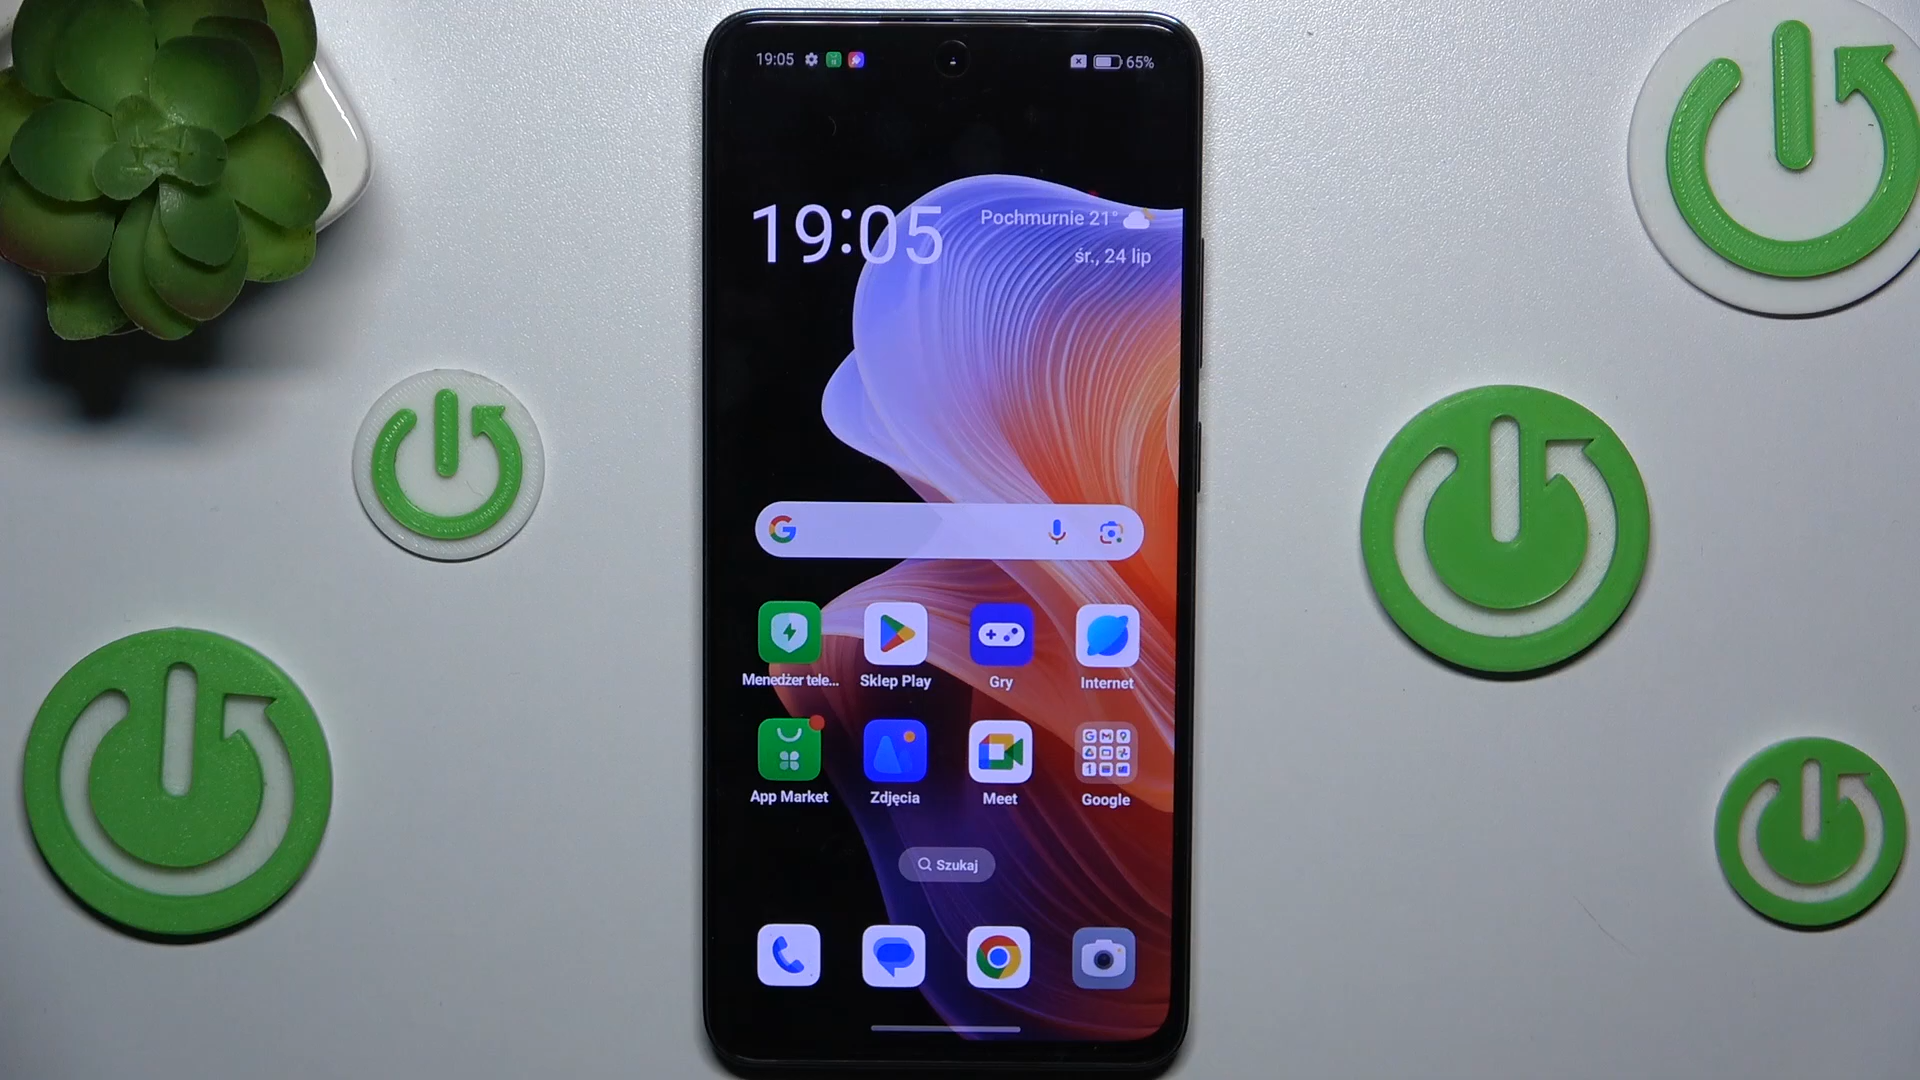 19:05
65%
19:05
Pochmurnie 21°
śr., 24 lip
Menedżer tele...
Sklep Play
Gry
Internet
App Market
Zdjęcia
Meet
Google
Szukaj